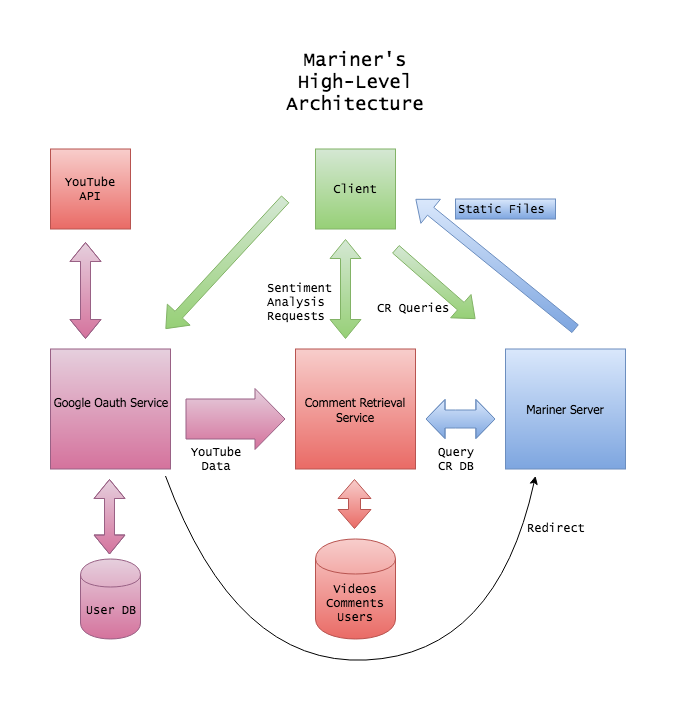 Mariner's
High-Level
Architecture
YouTube
API
Client
Static Files
Sentiment
Analysis
Requests
CR Queries
Google Oauth Service
Comment Retrieval
Service
Mariner Server
YouTube
Data
Query
CR DB
Redirect
User DB
Videos
Comments
Users